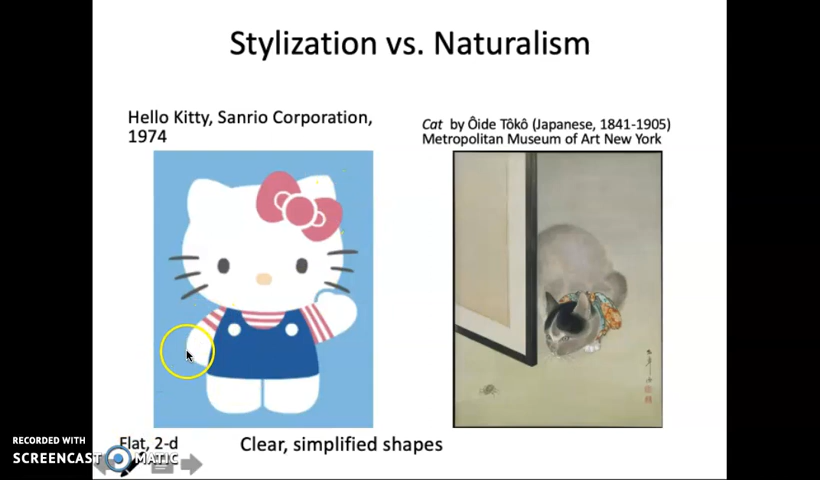 Stylization vs. Naturalism
Hello Kitty, Sanrio Corporation,
1974
Cat by Ôide Tôkô (Japanese, 1841-1905)
Metropolitan Museum of Art New York
Flat, 2-d
Clear, simplified shapes
RECORDED WITH
SCREENCAST MATIC